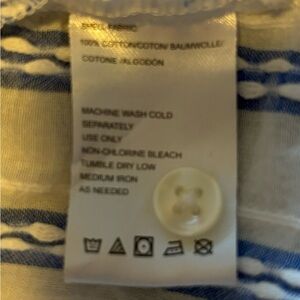 SHELL FABRIC
100% COTTON/COTON/ BAUMWOLLE/
COTONE /ALGODÓN
MACHINE WASH COLD
SEPARATELY
USE ONLY
NON-CHLORINE BLEACH
TUMBLE DRY LOW
MEDIUM IRON
AS NEEDED